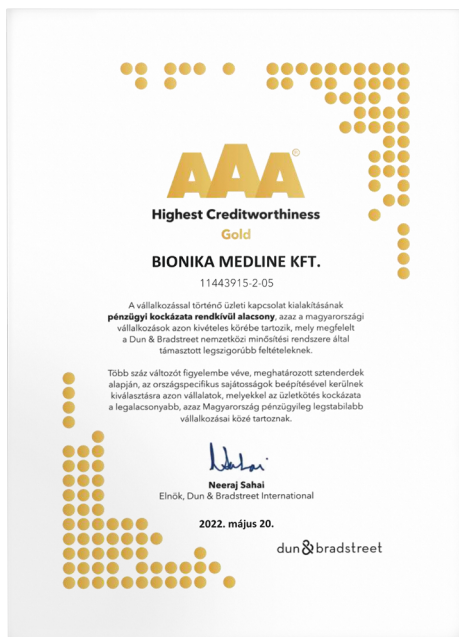 AAA®
Highest Creditworthiness
Gold
BIONIKA MEDLINE KFT.
11443915-2-05
A vállalkozással történő üzleti kapcsolat kialakításának
pénzügyi kockázata rendkívül alacsony, azaz a magyarországi
vállalkozások azon kivételes körébe tartozik, mely megfelelt
a Dun & Bradstreet nemzetközi minősítési rendszere által
támasztott legszigorúbb feltételeknek.
Több száz változót figyelembe véve, meghatározott sztenderdek
alapján, az országspecifikus sajátosságok beépítésével kerülnek
kiválasztásra azon vállalatok, melyekkel az üzletkötés kockázata
a legalacsonyabb, azaz Magyarország pénzügyileg legstabilabb
vállalkozásai közé tartoznak.
Neeraj Sahai
Elnök, Dun & Bradstreet International
2022. május 20.
dun & bradstreet